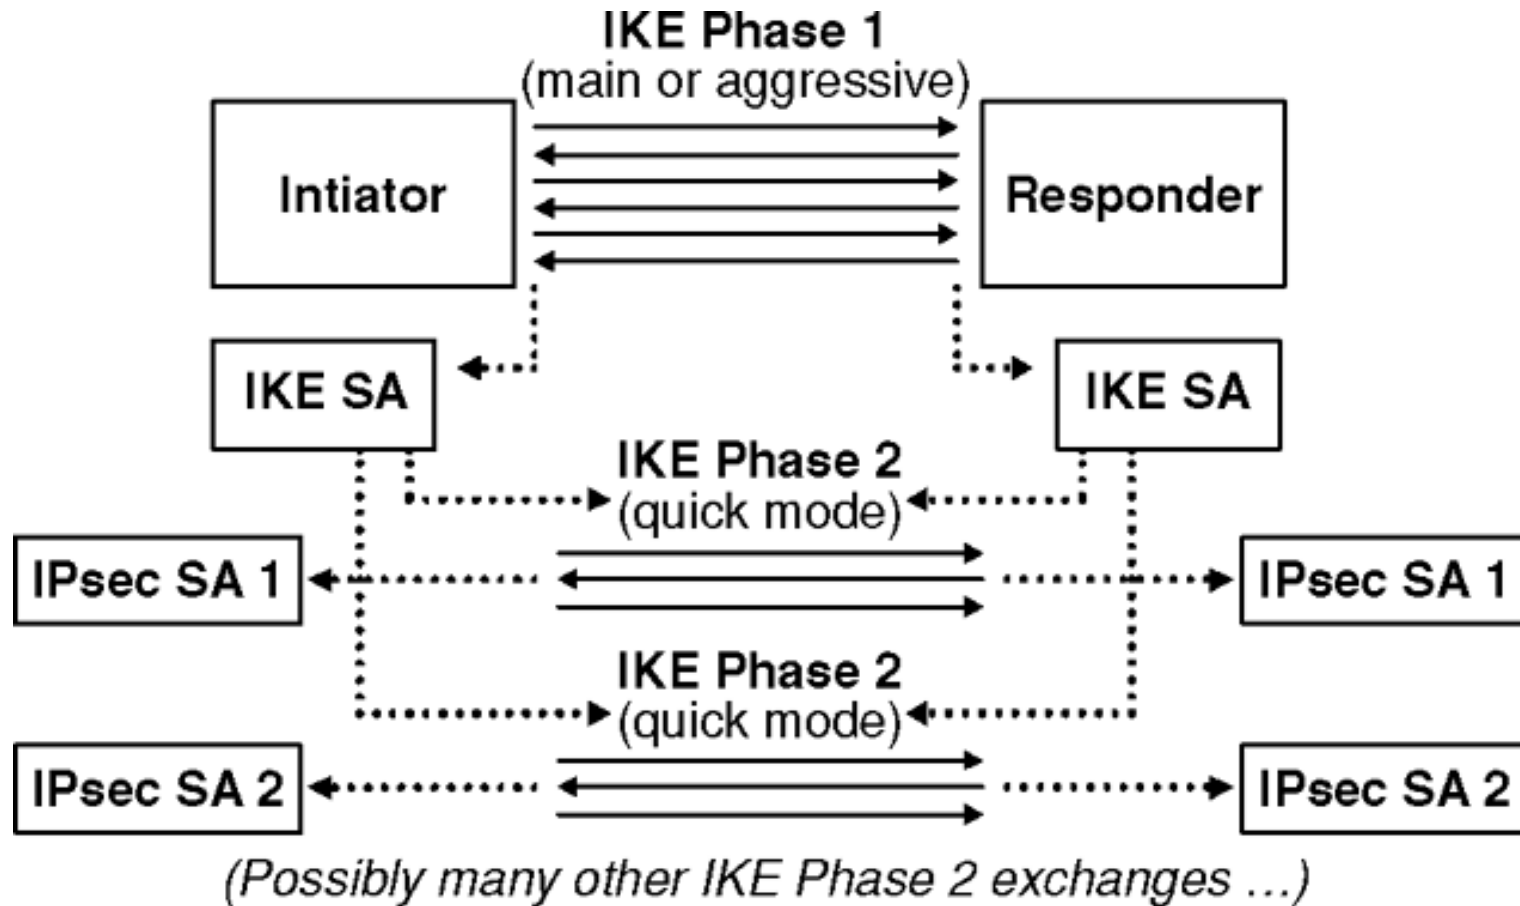 IKE Phase 1
(main or aggressive)
Intiator
Responder
IKE SA
IKE SA
IKE Phase 2
(quick mode)
IPsec SA 1
IPsec SA 1
IKE Phase 2
(quick mode)
IPsec SA 2
IPsec SA 2
(Possibly many other IKE Phase 2 exchanges ...)